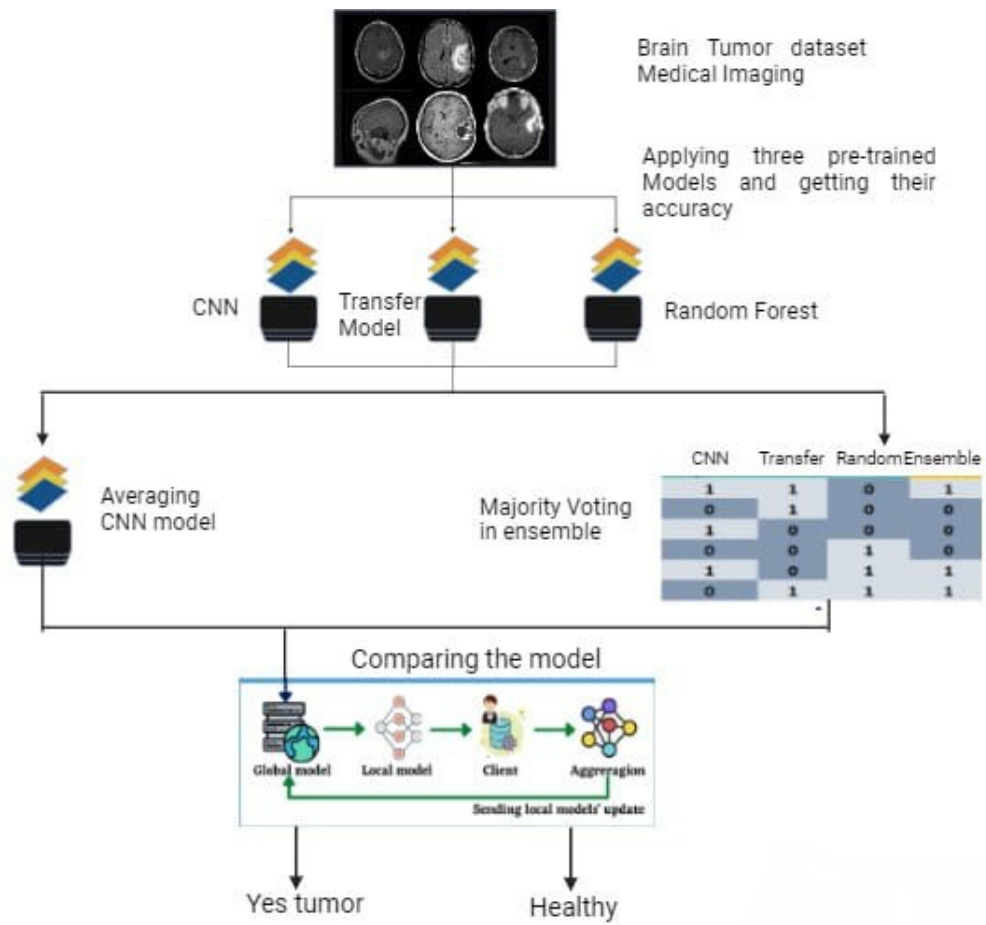 Brain Tumor dataset
Medical Imaging
Applying three pre-trained
Models and getting their
accuracy
CNN
Transfer
Model
Random Forest
Averaging
CNN model
Majority Voting
in ensemble
CNN Transfer Random Ensemble
1 1 0 1
0 1 0 0
1 0 0 0
0 0 1 0
1 0 1 1
0 1 1 1
Comparing the model
Global model Local model Client Aggreragion
Sending local models' update
Yes tumor
Healthy